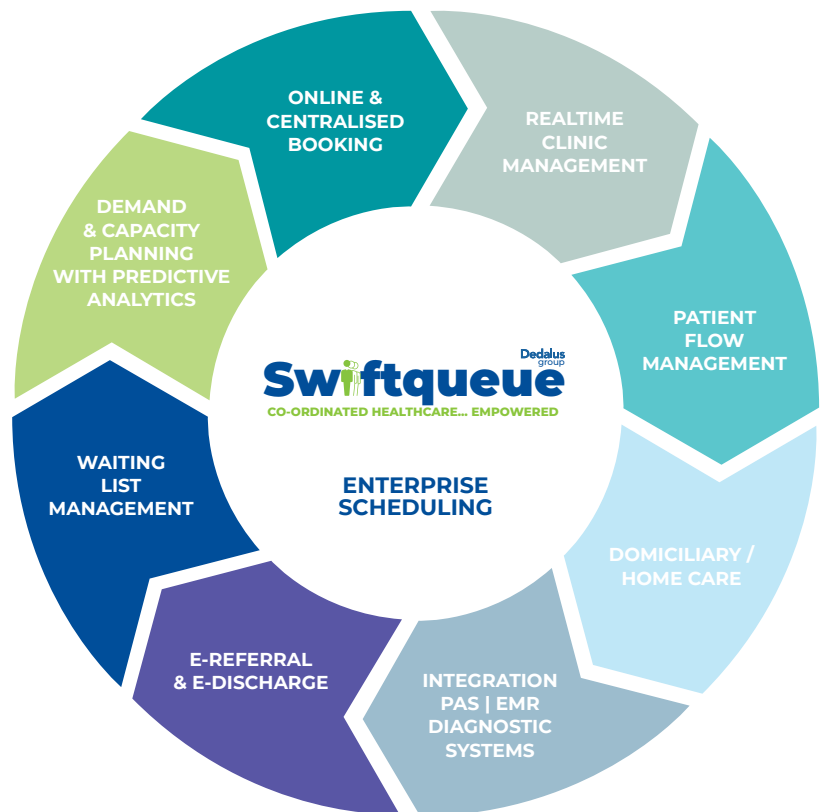 ONLINE &
CENTRALISED
BOOKING
REALTIME
CLINIC
MANAGEMENT
PATIENT
FLOW
MANAGEMENT
DOMICILIARY /
HOME CARE
INTEGRATION
PAS | EMR
DIAGNOSTIC
SYSTEMS
E-REFERRAL
& E-DISCHARGE
WAITING
LIST
MANAGEMENT
DEMAND
& CAPACITY
PLANNING
WITH PREDICTIVE
ANALYTICS
Dedalus
group
Swiftqueue
CO-ORDINATED HEALTHCARE... EMPOWERED
ENTERPRISE
SCHEDULING